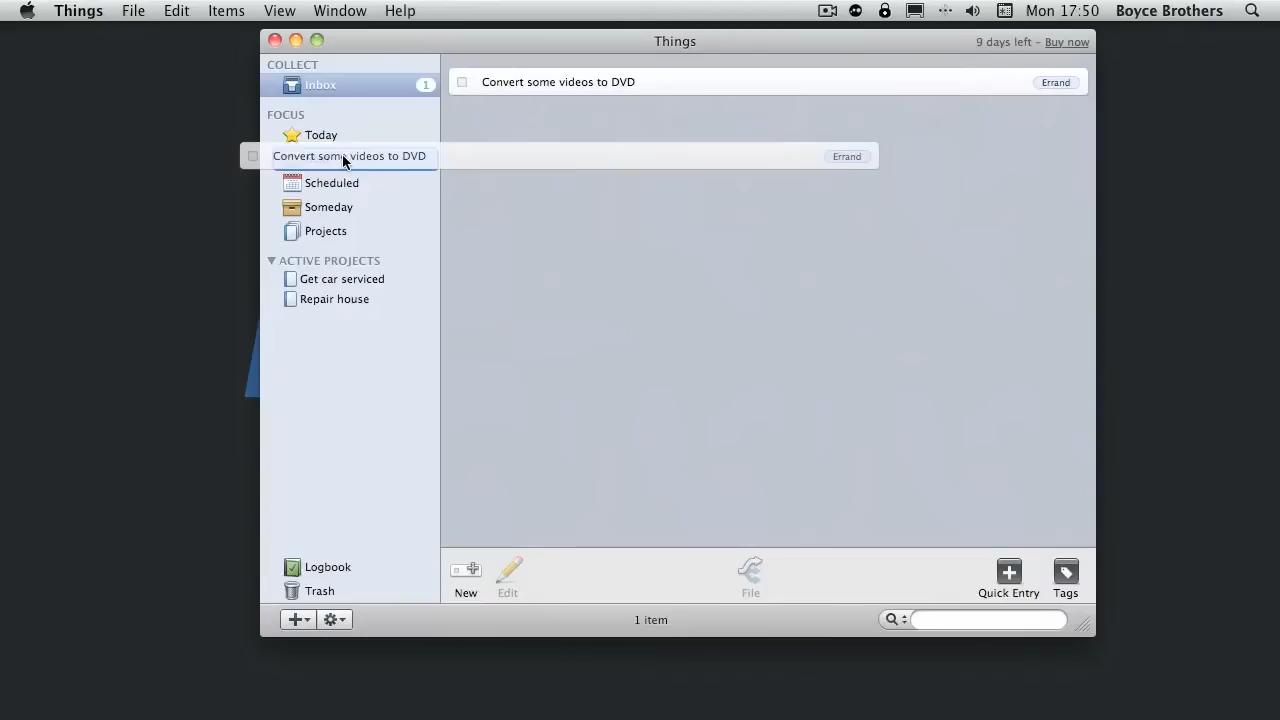 Things File Edit Items View Window Help Mon 17:50 Boyce Brothers
Things
9 days left – Buy now
COLLECT
Inbox 1
FOCUS
Today
Scheduled
Someday
Projects
ACTIVE PROJECTS
Get car serviced
Repair house
Logbook
Trash
Convert some videos to DVD Errand
Convert some videos to DVD Errand
New Edit File Quick Entry Tags
1 item